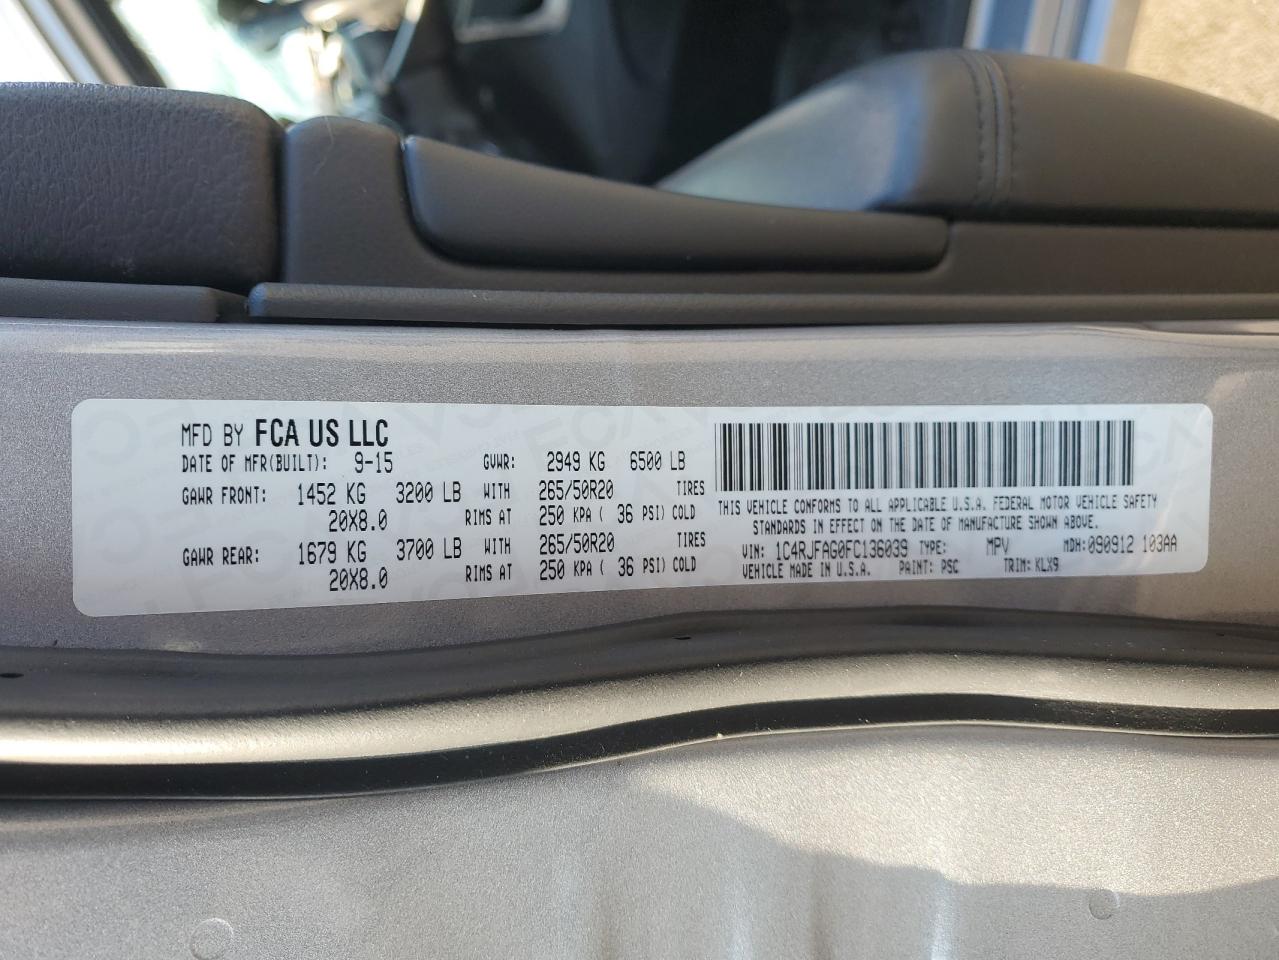 MFD BY FCA US LLC
DATE OF MFR(BUILT): 9-15 GVWR: 2949 KG 6500 LB
GAWR FRONT: 1452 KG 3200 LB WITH 265/50R20 TIRES
20X8.0 RIMS AT 250 KPA ( 36 PSI) COLD
GAWR REAR: 1679 KG 3700 LB WITH 265/50R20 TIRES
20X8.0 RIMS AT 250 KPA ( 36 PSI) COLD
THIS VEHICLE CONFORMS TO ALL APPLICABLE U.S.A. FEDERAL MOTOR VEHICLE SAFETY
STANDARDS IN EFFECT ON THE DATE OF MANUFACTURE SHOWN ABOVE.
VIN: 1C4RJFAG0FC136039 TYPE: MPV MDH:090912 103AA
VEHICLE MADE IN U.S.A. PAINT: PSC TRIM: KLX9